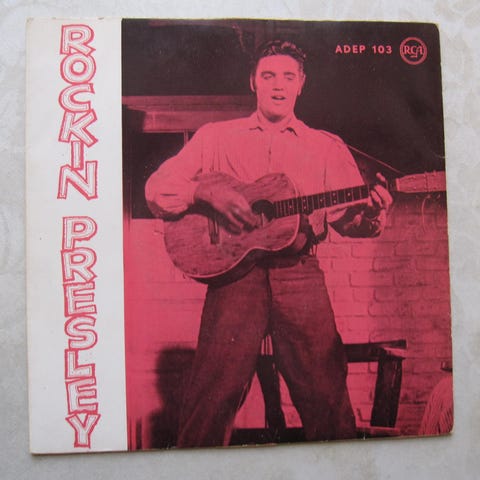 ROCKIN PRESLEY
ADEP 103
RCA